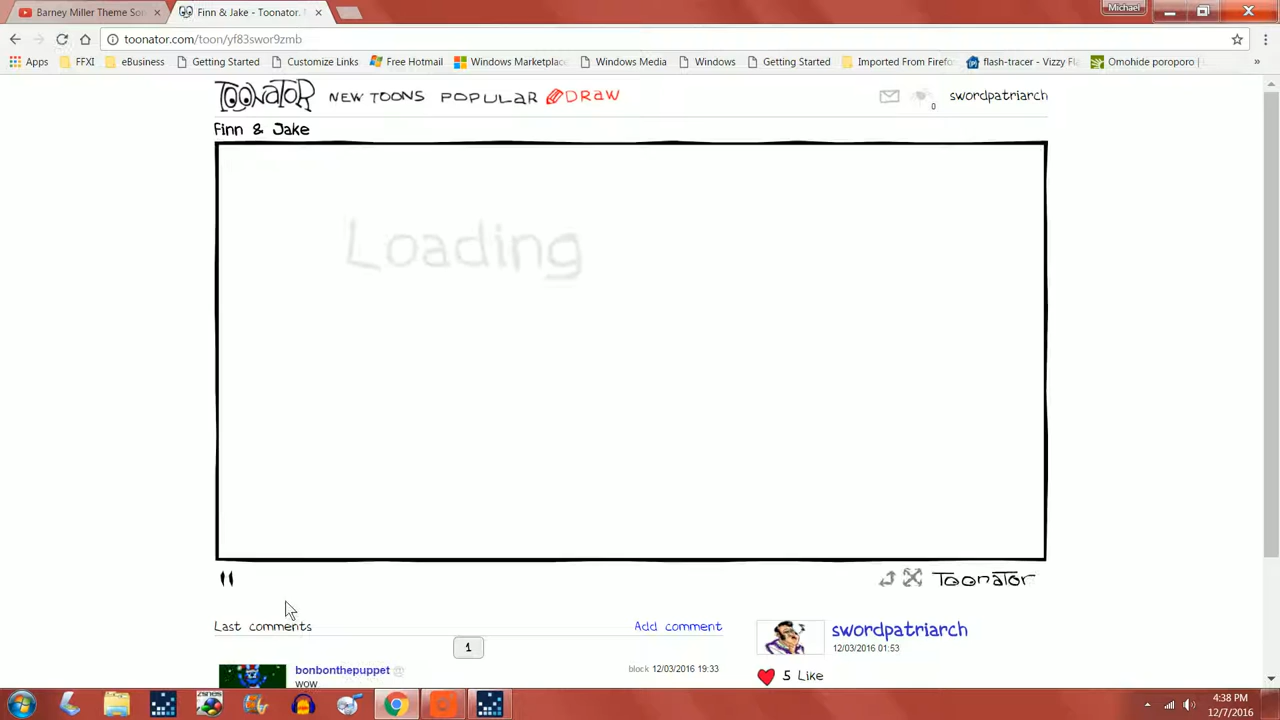 Barney Miller Theme Son
Finn & Jake - Toonator.
Michael
toonator.com/toon/yf83swor9zmb
Apps
FFXI
eBusiness
Getting Started
Customize Links
Free Hotmail
Windows Marketplace
Windows Media
Windows
Getting Started
Imported From Firefo
flash-tracer - Vizzy Fla
Omohide poroporo (
»
TOONATOR
NEW TOONS
POPULAR
DRAW
0
swordpatriarch
Finn & Jake
Loading
Toonator
Last comments
Add comment
1
swordpatriarch
12/03/2016 01:53
bonbonthepuppet @
block 12/03/2016 19:33
wow
5 Like
4:38 PM
12/7/2016